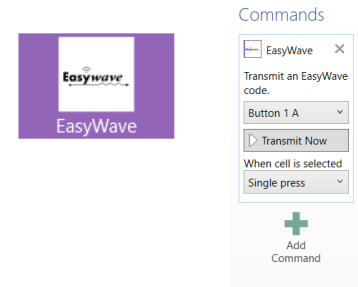 Easywave
EasyWave
Commands
EasyWave
Transmit an EasyWave
code.
Button 1 A
Transmit Now
When cell is selected
Single press
Add
Command